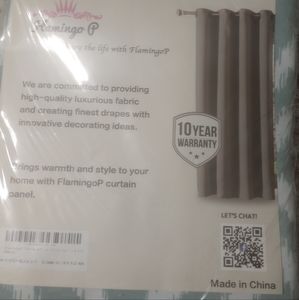 Flamingo P
the life with FlamingoP
We are committed to providing
high-quality luxurious fabric
and creating finest drapes with
innovative decorating ideas.
10 YEAR
WARRANTY
Brings warmth and style to your
home with FlamingoP curtain
panel.
LET'S CHAT!
Made in China